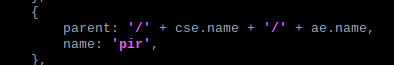 {
parent: '/' + cse.name + '/' + ae.name,
name: 'pir',
},